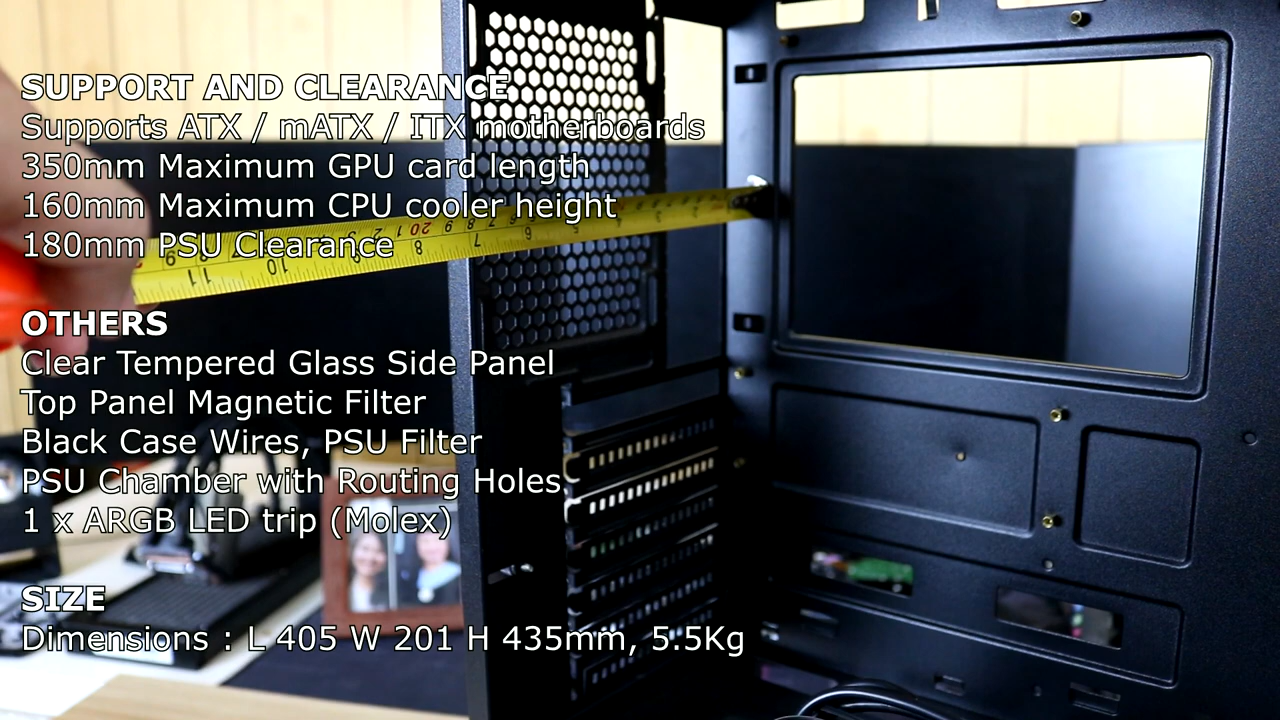 SUPPORT AND CLEARANCE
Supports ATX / mATX / ITX motherboards
350mm Maximum GPU card length
160mm Maximum CPU cooler height
180mm PSU Clearance
OTHERS
Clear Tempered Glass Side Panel
Top Panel Magnetic Filter
Black Case Wires, PSU Filter
PSU Chamber with Routing Holes
1 x ARGB LED trip (Molex)
SIZE
Dimensions : L 405 W 201 H 435mm, 5.5Kg